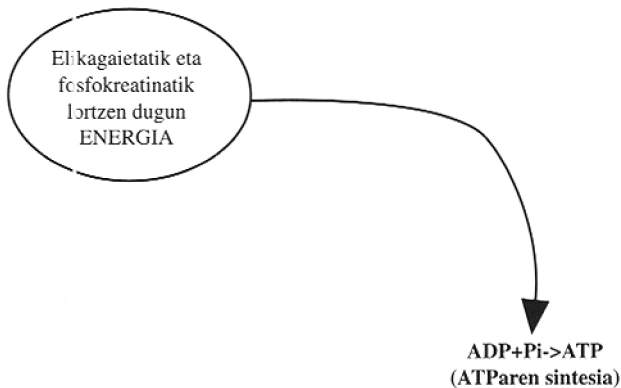 Elikagaietatik eta
fosfokreatinatik
lortzen dugun
ENERGIA
ADP+Pi->ATP
(ATParen sintesia)